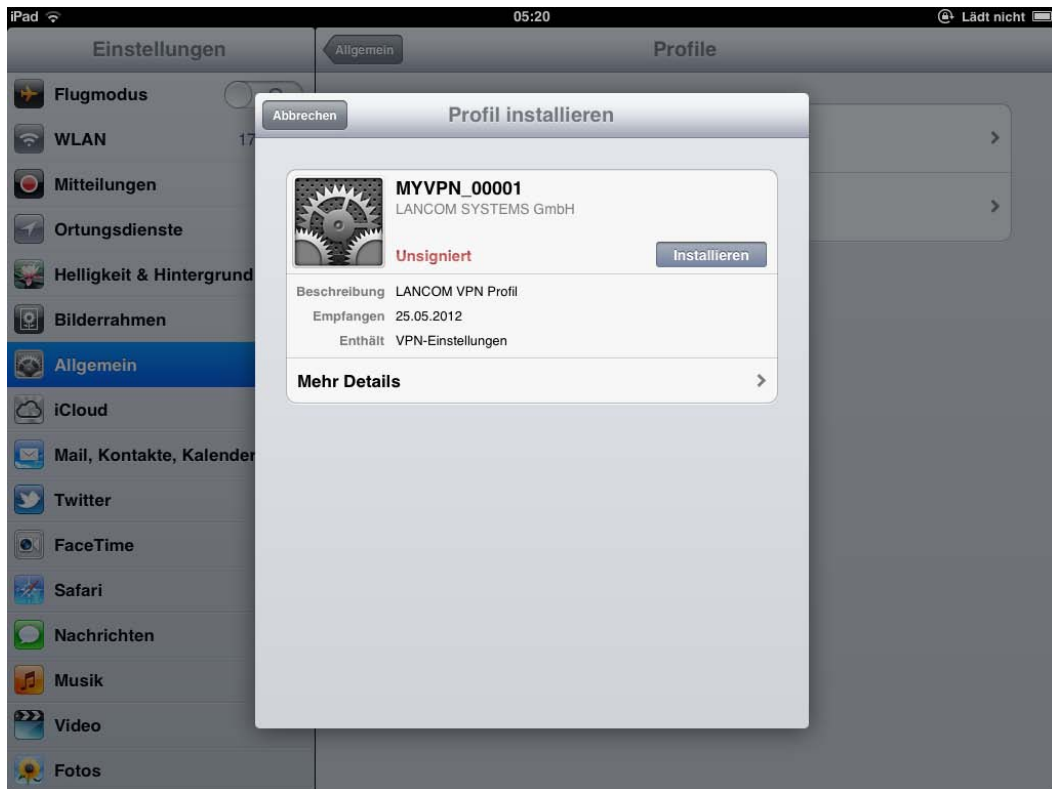 iPad 05:20 Lädt nicht
Einstellungen
Allgemein
Profile
Flugmodus
WLAN 17
Mitteilungen
Ortungsdienste
Helligkeit & Hintergrund
Bilderrahmen
Allgemein
iCloud
Mail, Kontakte, Kalender
Twitter
FaceTime
Safari
Nachrichten
Musik
Video
Fotos
Abbrechen
Profil installieren
MYVPN_00001
LANCOM SYSTEMS GmbH
Unsigniert
Installieren
Beschreibung LANCOM VPN Profil
Empfangen 25.05.2012
Enthält VPN-Einstellungen
Mehr Details